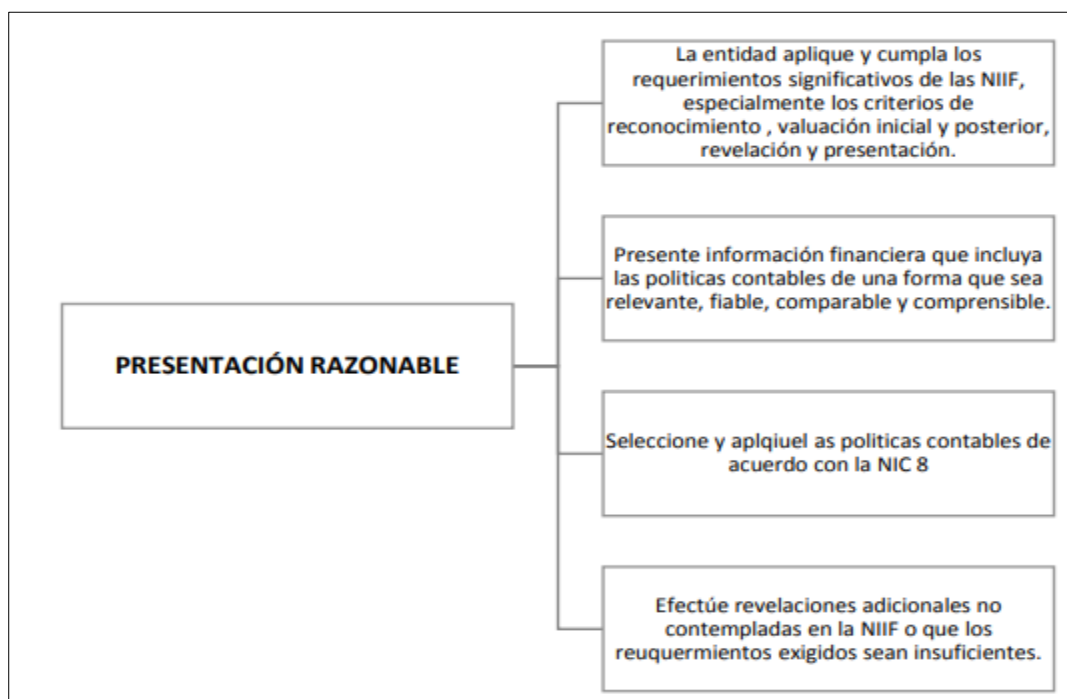 La entidad aplique y cumpla los
requerimientos significativos de las NIIF,
especialmente los criterios de
reconocimiento , valuación inicial y posterior,
revelación y presentación.
Presente información financiera que incluya
las politicas contables de una forma que sea
relevante, fiable, comparable y comprensible.
PRESENTACIÓN RAZONABLE
Seleccione y aplqiuel as politicas contables de
acuerdo con la NIC 8
Efectúe revelaciones adicionales no
contempladas en la NIIF o que los
reuquermientos exigidos sean insuficientes.